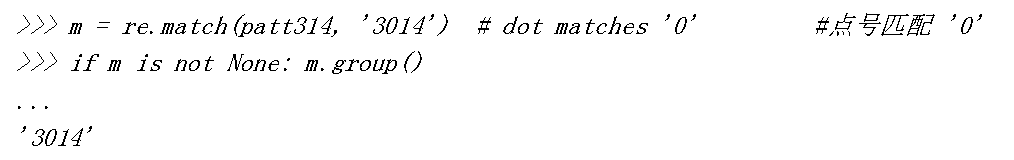 >>> m = re.match(patt314, '3014')  # dot matches '0'  #点号匹配 '0'
>>> if m is not None: m.group()
...
'3014'